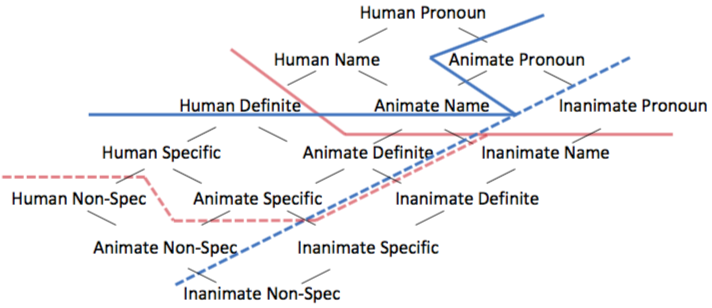 Human Pronoun
Human Name Animate Pronoun
Human Definite Animate Name Inanimate Pronoun
Human Specific Animate Definite Inanimate Name
Human Non-Spec Animate Specific Inanimate Definite
Animate Non-Spec Inanimate Specific
Inanimate Non-Spec